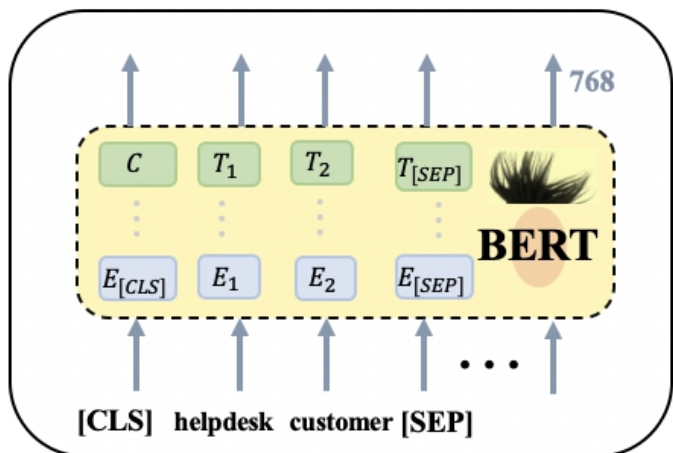 768
C T₁ T₂ T[SEP]
BERT
E[CLS] E₁ E₂ E[SEP]
...
[CLS] helpdesk customer [SEP]